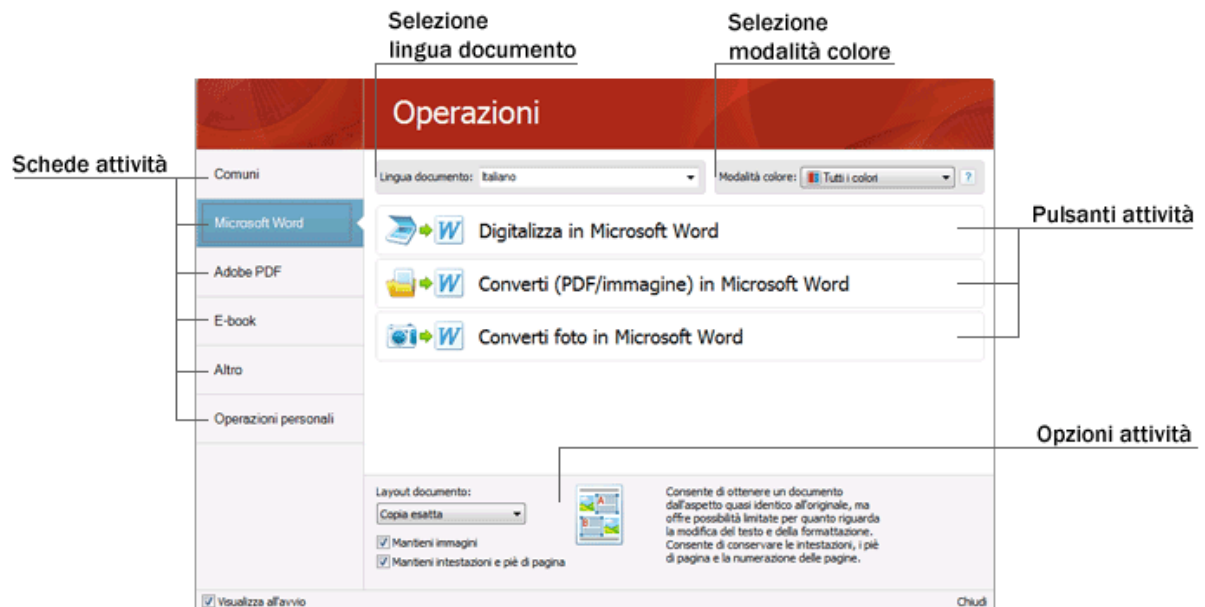 Selezione
lingua documento
Selezione
modalità colore
Operazioni
Schede attività
Comuni
Lingua documento: Italiano
Modalità colore: Tutti i colori ?
Microsoft Word
Digitalizza in Microsoft Word
Pulsanti attività
Adobe PDF
Converti (PDF/immagine) in Microsoft Word
E-book
Converti foto in Microsoft Word
Altro
Operazioni personali
Opzioni attività
Layout documento:
Copia esatta
Mantieni immagini
Mantieni intestazioni e piè di pagina
A
B
Consente di ottenere un documento
dall'aspetto quasi identico all'originale, ma
offre possibilità limitate per quanto riguarda
la modifica del testo e della formattazione.
Consente di conservare le intestazioni, i piè
di pagina e la numerazione delle pagine.
Visualizza all'avvio
Chiudi